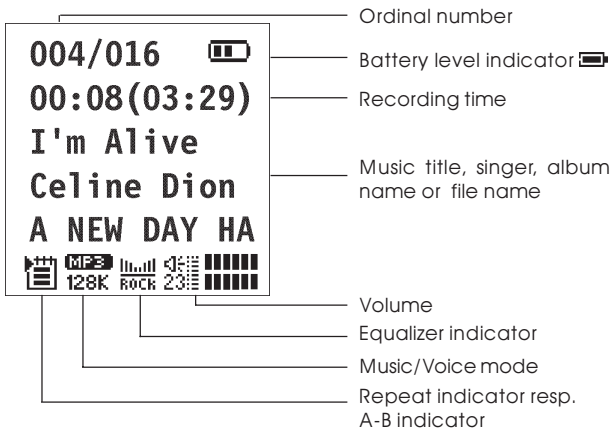 Ordinal number
004/016
Battery level indicator
00:08(03:29)
Recording time
I'm Alive
Music title, singer, album
name or file name
Celine Dion
A NEW DAY HA
MP3
128K
ROCK
23
Volume
Equalizer indicator
Music/Voice mode
Repeat indicator resp.
A-B indicator